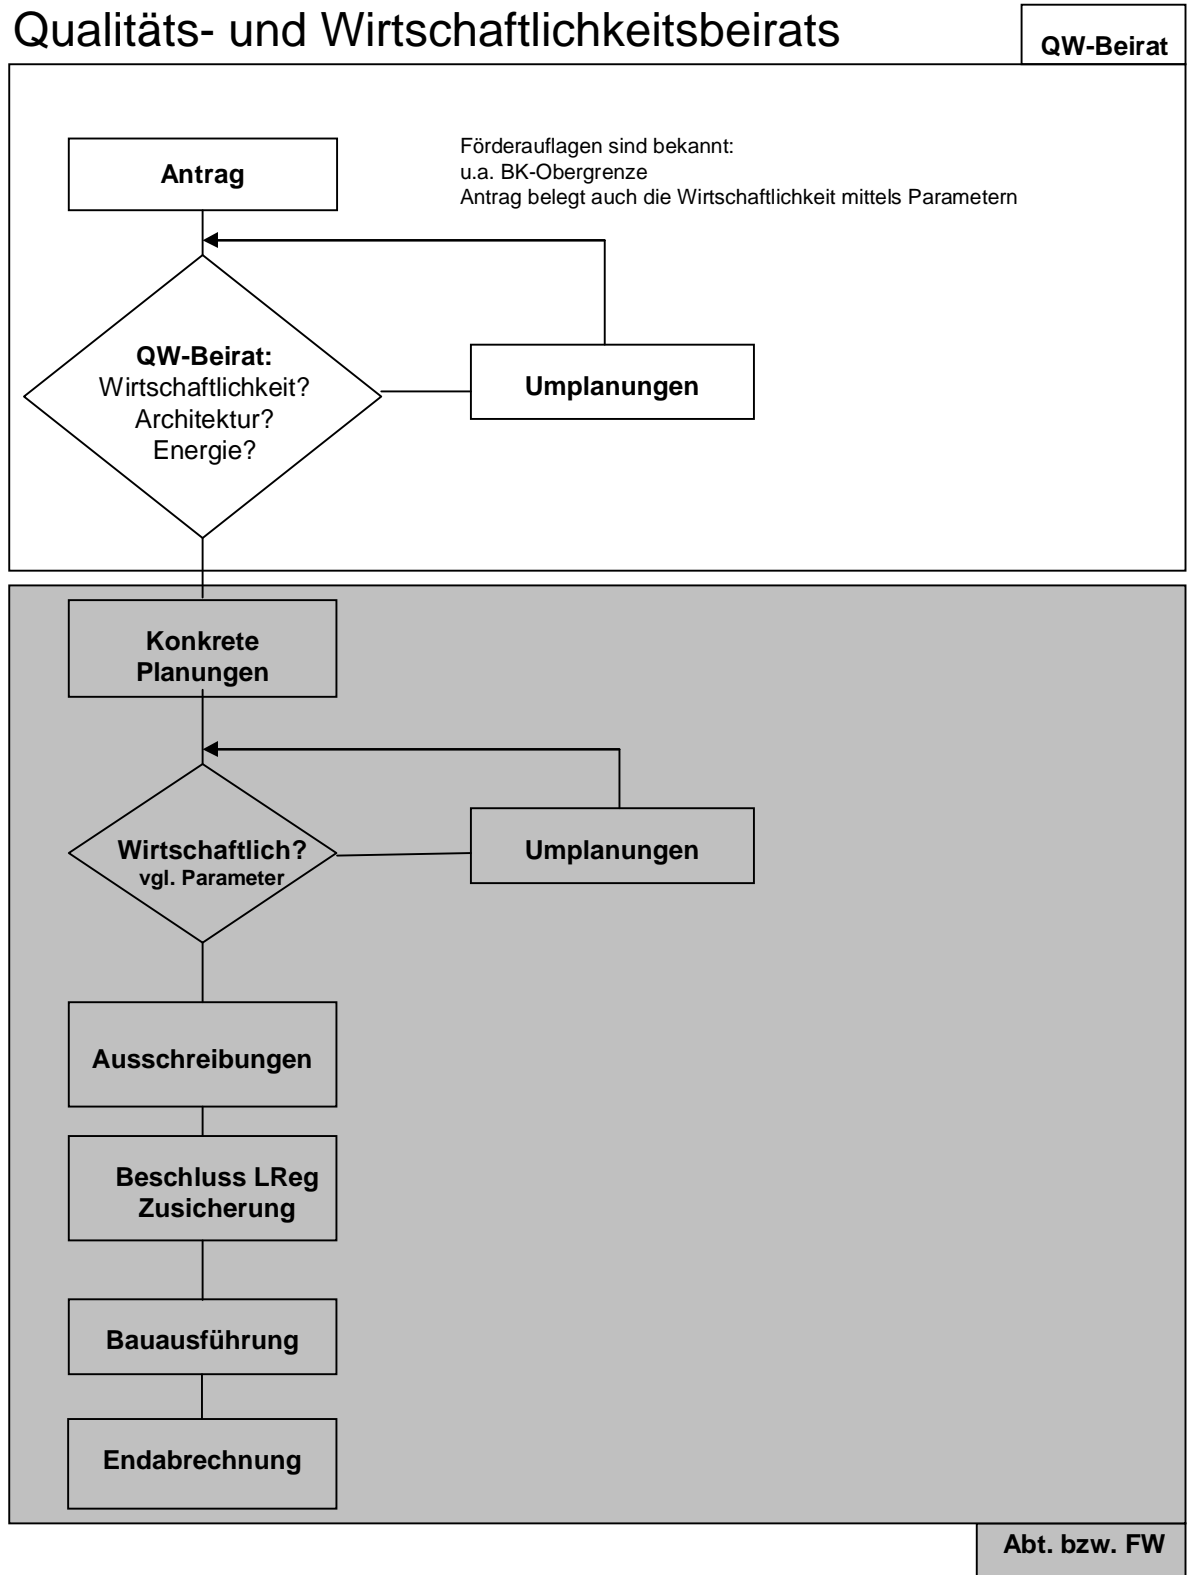 Qualitäts- und Wirtschaftlichkeitsbeirats
QW-Beirat
Antrag
Förderauflagen sind bekannt:
u.a. BK-Obergrenze
Antrag belegt auch die Wirtschaftlichkeit mittels Parametern
QW-Beirat:
Wirtschaftlichkeit?
Architektur?
Energie?
Umplanungen
Konkrete
Planungen
Wirtschaftlich?
vgl. Parameter
Umplanungen
Ausschreibungen
Beschluss LReg
Zusicherung
Bauausführung
Endabrechnung
Abt. bzw. FW